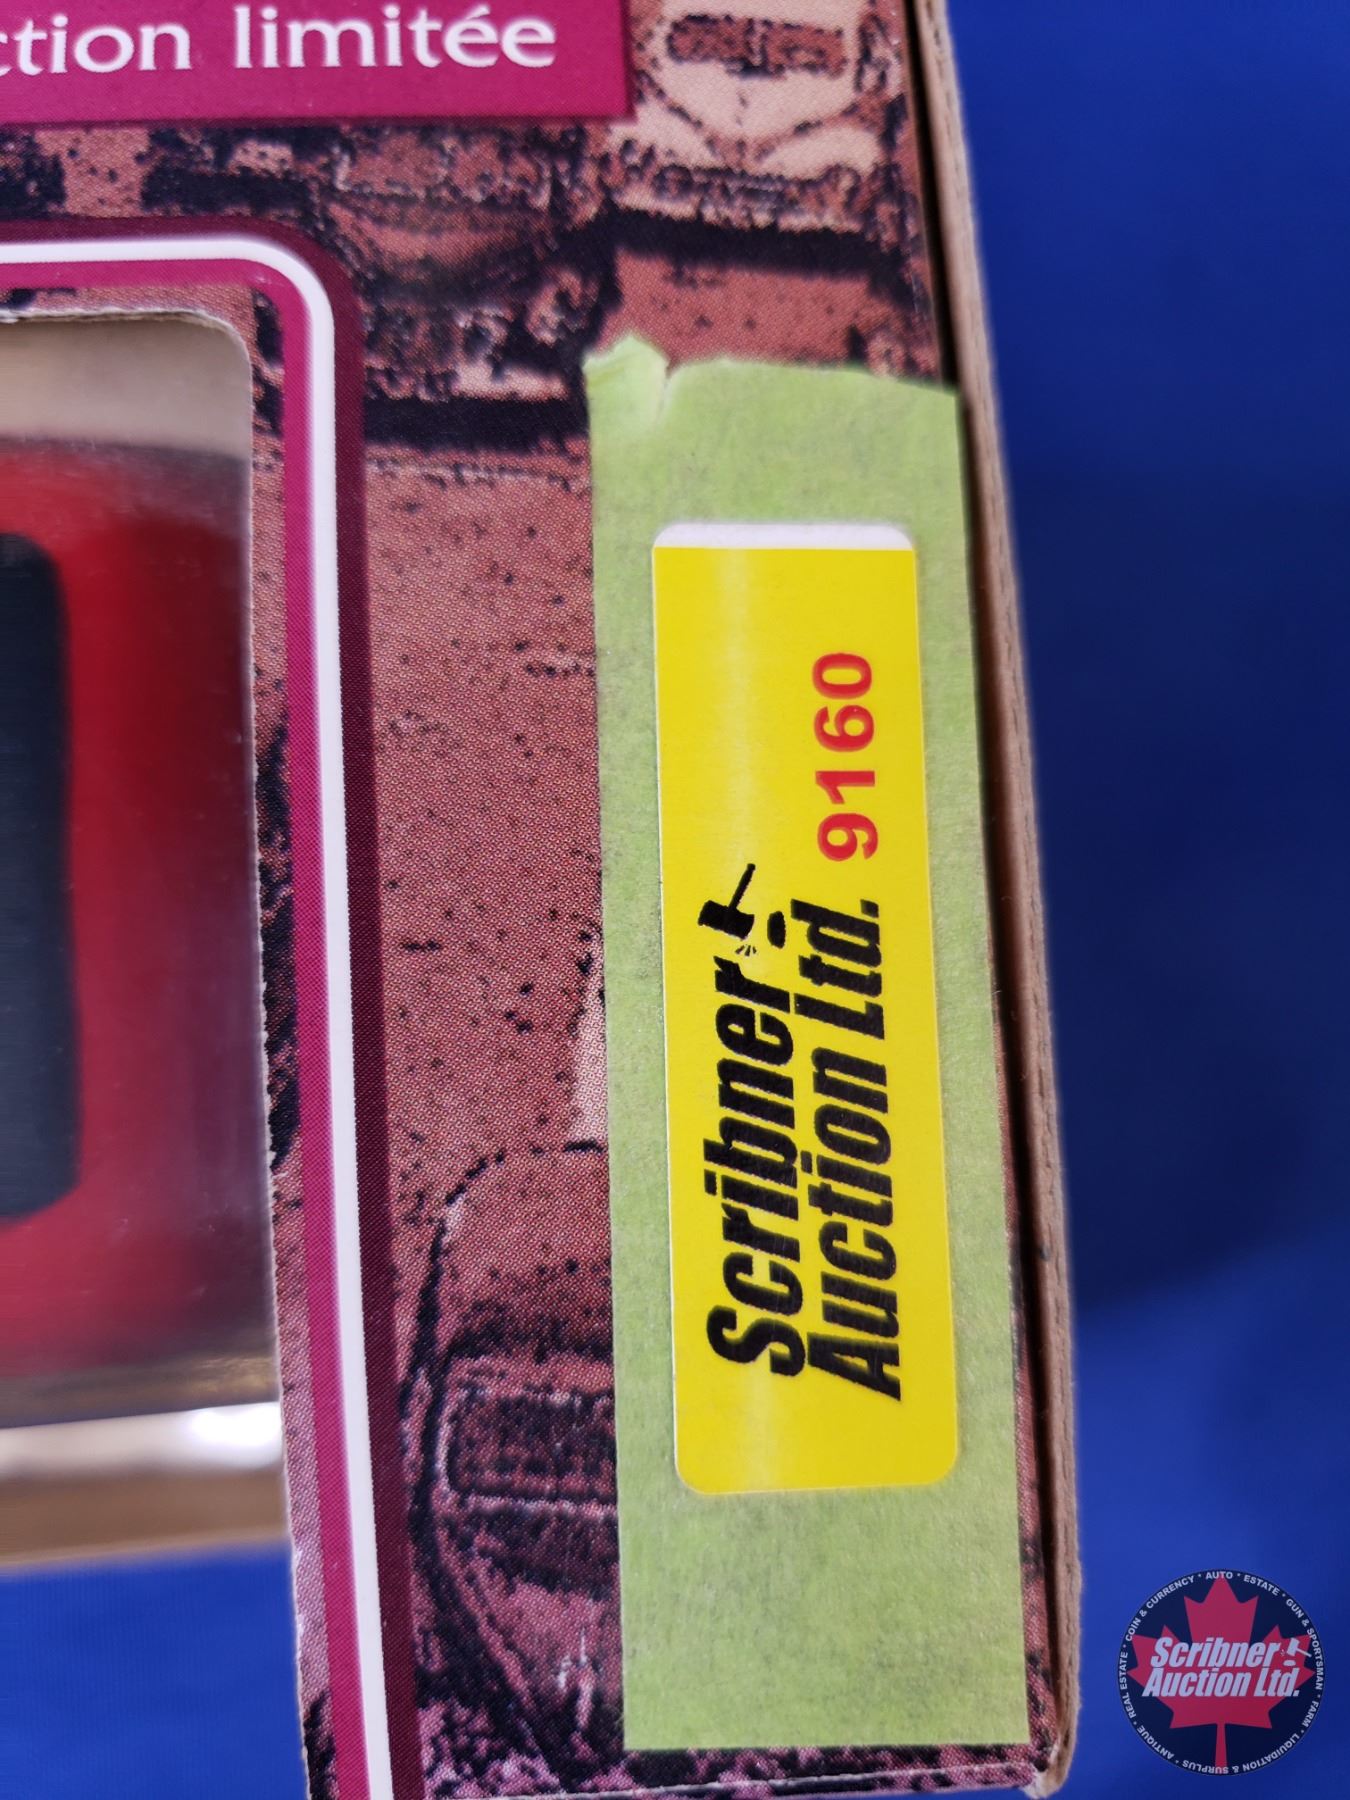 ction limitée
Scribner
Auction Ltd. 9160
COIN & CURRENCY * AUTO * ESTATE * GUN & SPORTSMAN * FARM * LIQUIDATION & SURPLUS * ANTIQUE * REAL ESTATE *
Scribner
Auction Ltd.